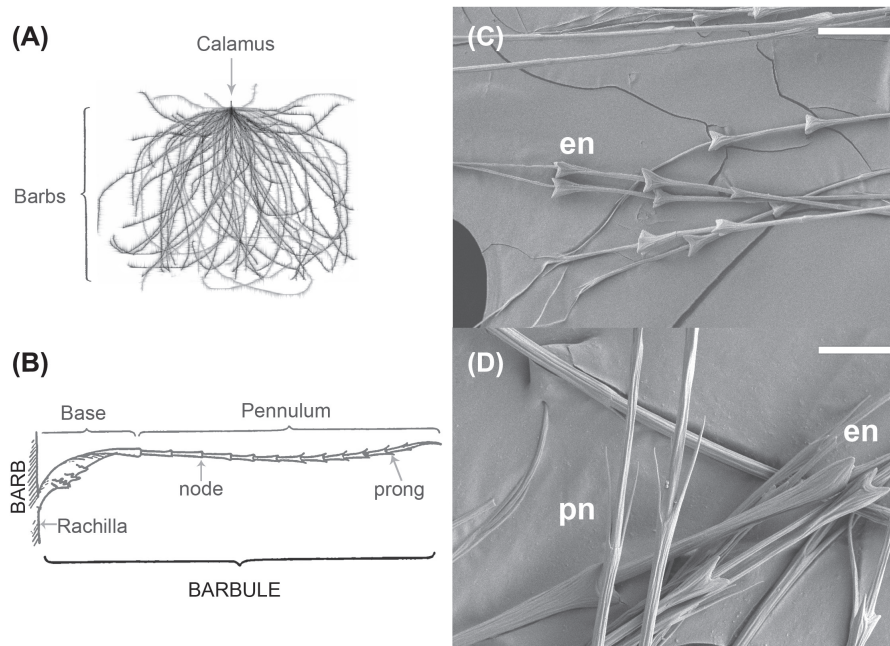 (A)
Calamus
Barbs
(B)
Base
Pennulum
BARB
node
prong
Rachilla
BARBULE
(C)
en
(D)
en
pn